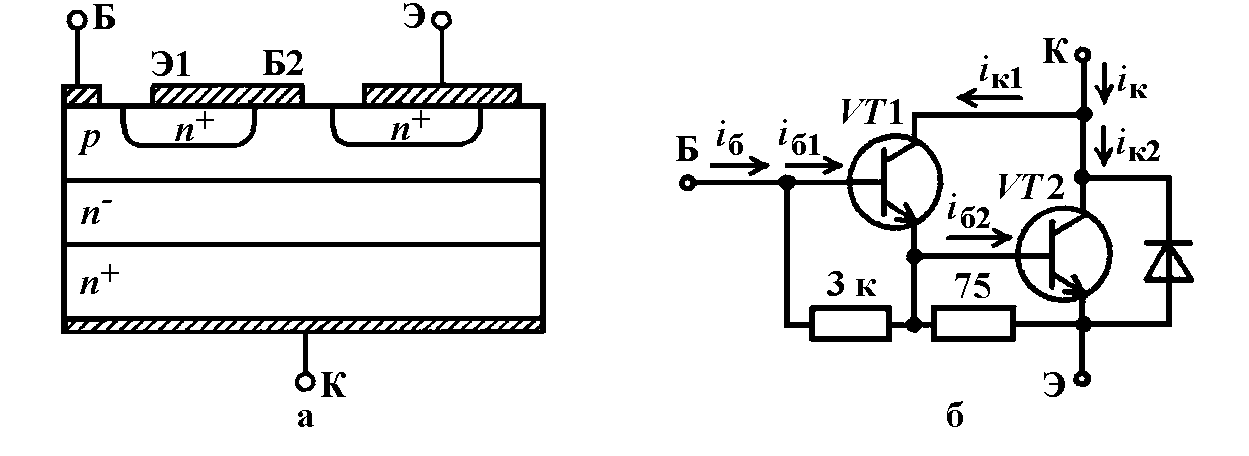 Б
Э
Э1
Б2
n⁺
n⁺
p
n⁻
n⁺
К
а
К
iк
iк1
VT1
iк2
Б
iб
iб1
VT2
iб2
3 к
75
Э
б